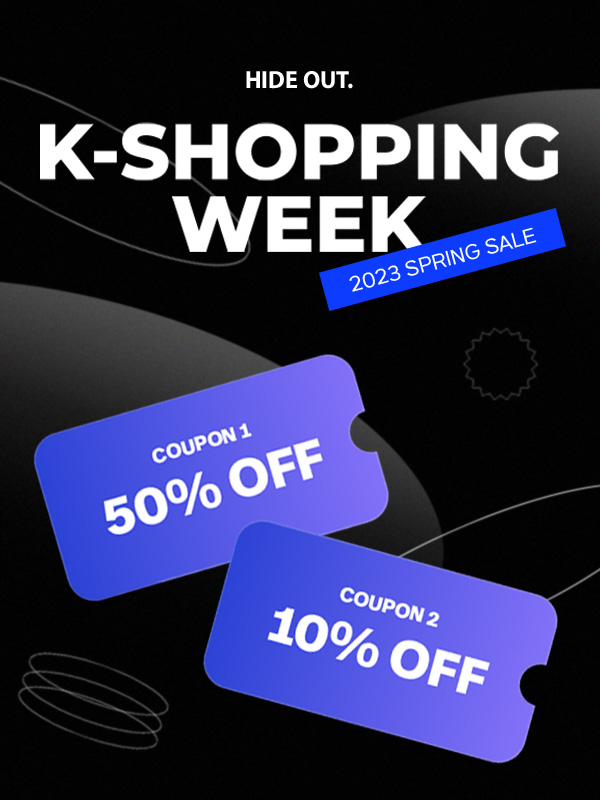 HIDE OUT.
K-SHOPPING
WEEK
2023 SPRING SALE
COUPON 1
50% OFF
COUPON 2
10% OFF